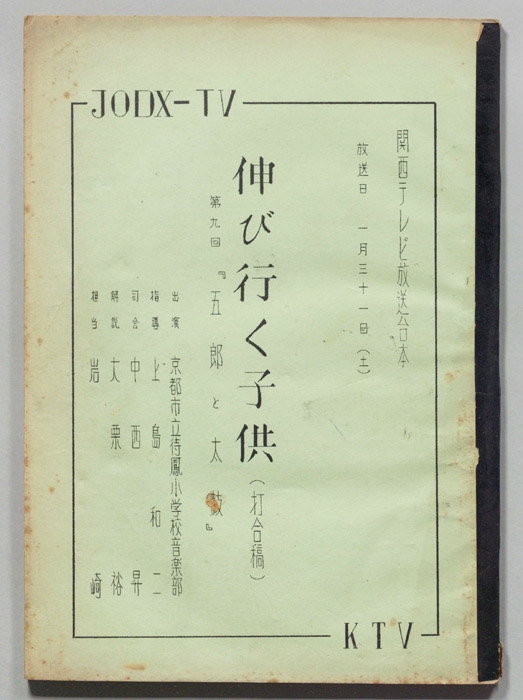 JODX-TV
関西テレビ放送台本
放送日 一月三十一日(土)
伸び行く子供(打合稿)
第九回『五郎と太鼓』
出演 京都市立待鳳小学校音楽部
指導 上島和二
司会 中西昇
解説 大栗裕
担当 岩崎
KTV